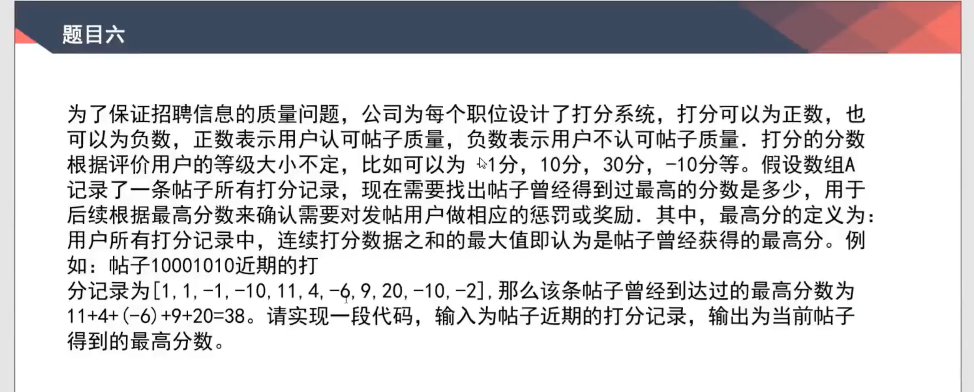 题目六
为了保证招聘信息的质量问题，公司为每个职位设计了打分系统，打分可以为正数，也
可以为负数，正数表示用户认可帖子质量，负数表示用户不认可帖子质量．打分的分数
根据评价用户的等级大小不定，比如可以为 -1分，10分，30分，-10分等。假设数组A
记录了一条帖子所有打分记录，现在需要找出帖子曾经得到过最高的分数是多少，用于
后续根据最高分数来确认需要对发帖用户做相应的惩罚或奖励．其中，最高分的定义为：
用户所有打分记录中，连续打分数据之和的最大值即认为是帖子曾经获得的最高分。例
如：帖子10001010近期的打
分记录为[1,1,-1,-10,11,4,-6,9,20,-10,-2],那么该条帖子曾经到达过的最高分数为
11+4+(-6)+9+20=38。请实现一段代码，输入为帖子近期的打分记录，输出为当前帖子
得到的最高分数。